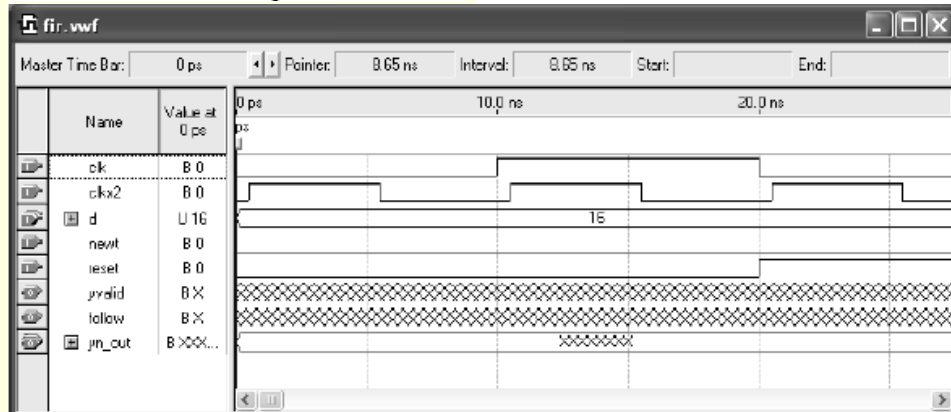 fir.vwf
Master Time Bar: 0 ps Pointer: 8.65 ns Interval: 8.65 ns Start: End:
Name Value at 0 ps 0 ps 10.0 ns 20.0 ns
ps
clk B 0
clkx2 B 0
d U 16 16
newt B 0
reset B 0
yvalid B X
follow B X
yn_out B XXX...